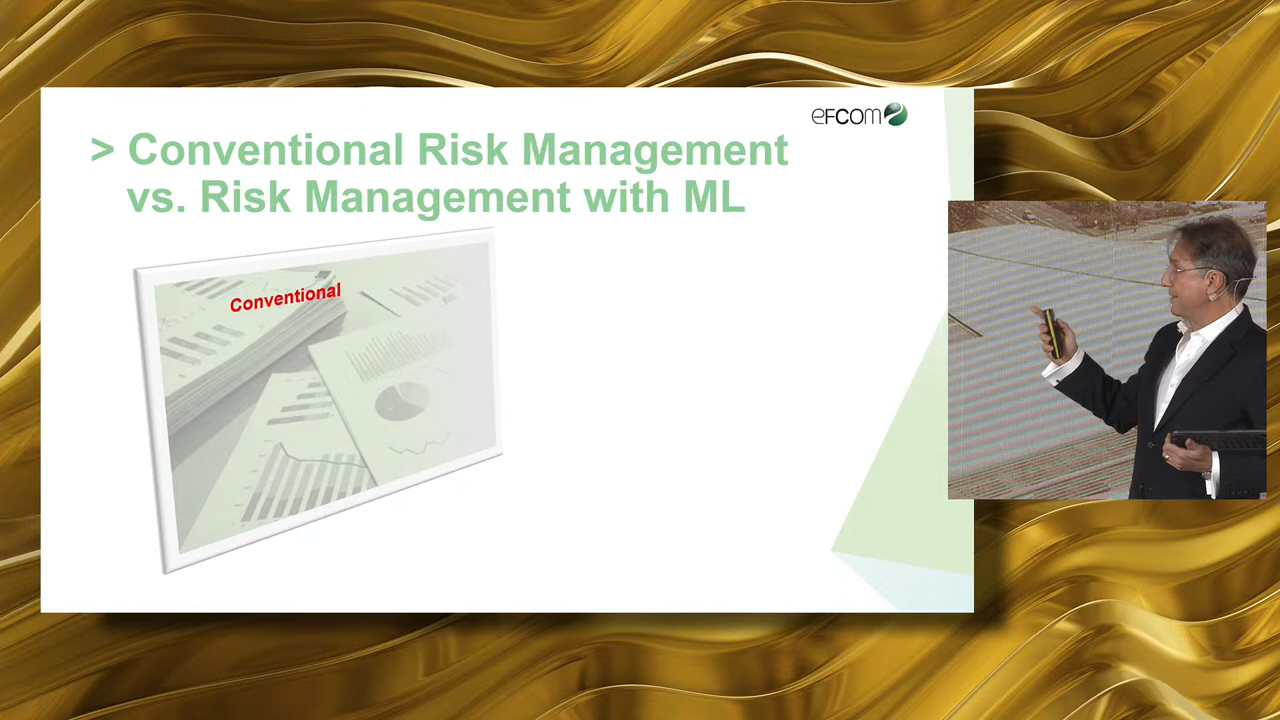 eFCOM
> Conventional Risk Management
vs. Risk Management with ML
Conventional